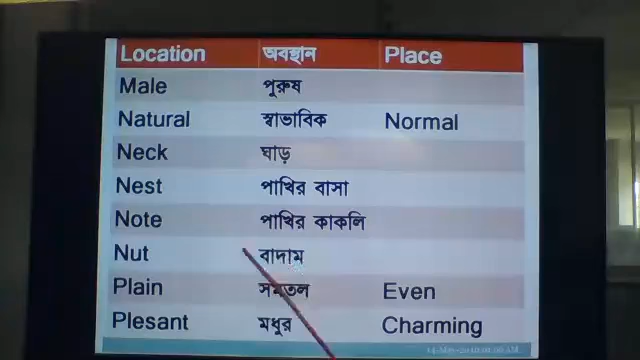 Location অবস্থান Place
Male পুরুষ
Natural স্বাভাবিক Normal
Neck ঘাড়
Nest পাখির বাসা
Note পাখির কাকলি
Nut বাদাম
Plain সমতল Even
Plesant মধুর Charming